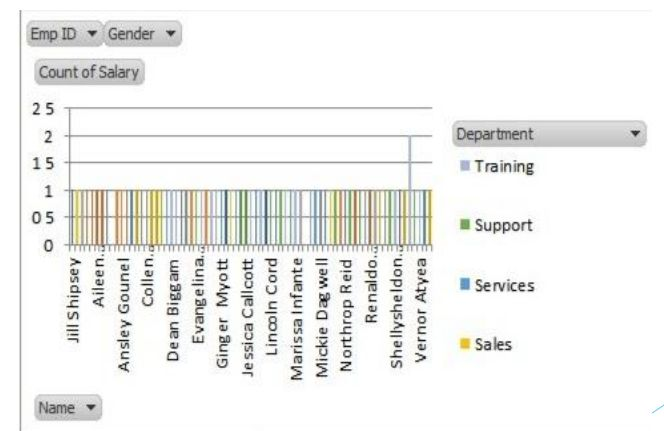 Emp ID Gender
Count of Salary
2 5
2
1 5
1
0 5
0
Jill Shipsey
Aileen..
Ansley Gounel
Collen..
Dean Biggam
Evangelina..
Ginger Myott
Jessica Callcott
Lincoln Cord
Marissa Infante
Mickie Dagwell
Northrop Reid
Renaldo..
Shellysheldon..
Vernor Atyea
Department
Training
Support
Services
Sales
Name